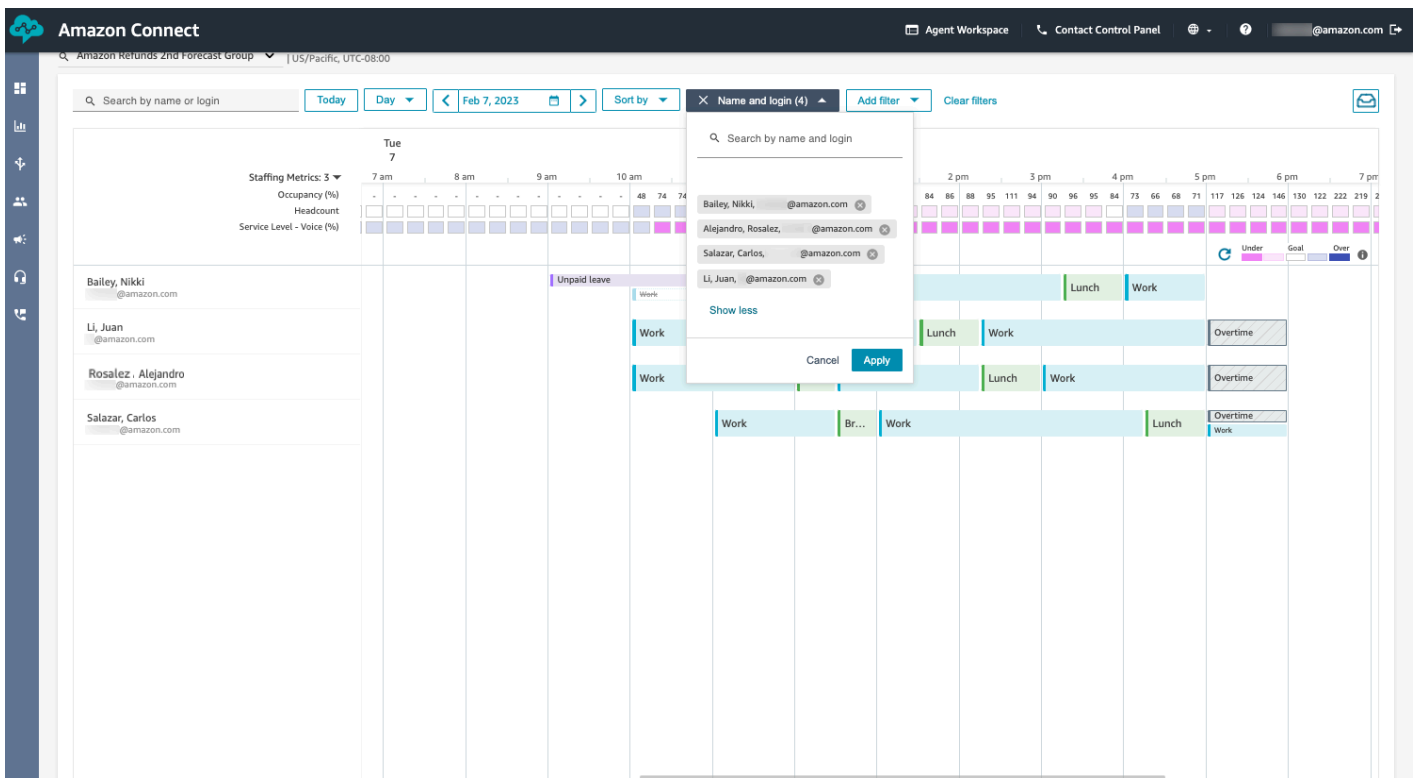 Amazon Connect
Agent Workspace
Contact Control Panel
@amazon.com
Amazon Refunds 2nd Forecast Group
US/Pacific, UTC-08:00
Search by name or login
Today
Day
Feb 7, 2023
Sort by
Name and login (4)
Add filter
Clear filters
Search by name and login
Bailey, Nikki, @amazon.com
Alejandro, Rosalez, @amazon.com
Salazar, Carlos, @amazon.com
Li, Juan, @amazon.com
Show less
Cancel
Apply
Tue
7
Staffing Metrics: 3
7 am 8 am 9 am 10 am 2 pm 3 pm 4 pm 5 pm 6 pm 7 pm
Occupancy (%)
- - - - - - - - - - - - - 48 74 74 84 86 88 95 111 94 90 96 95 84 73 66 68 71 117 126 124 146 130 122 222 219 2
Headcount
Service Level - Voice (%)
Under Goal Over
Bailey, Nikki
@amazon.com
Unpaid leave
Work
Lunch
Work
Li, Juan
@amazon.com
Work
Lunch
Work
Overtime
Rosalez, Alejandro
@amazon.com
Work
Lunch
Work
Overtime
Salazar, Carlos
@amazon.com
Work
Br...
Work
Lunch
Overtime
Work